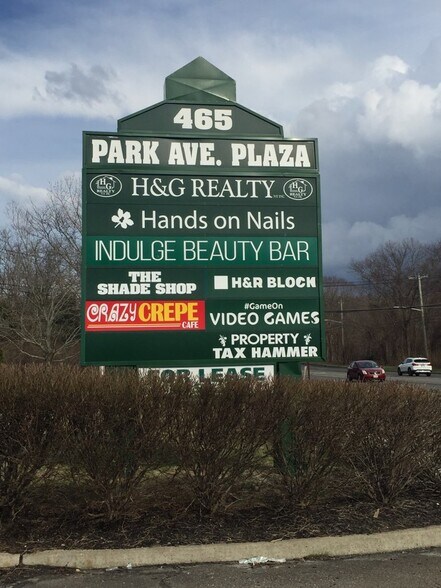 465
PARK AVE. PLAZA
H&G REALTY
Hands on Nails
INDULGE BEAUTY BAR
THE
SHADE SHOP
H&R BLOCK
CRAZY CREPE
CAFE
#GameOn
VIDEO GAMES
PROPERTY
TAX HAMMER
FOR LEASE